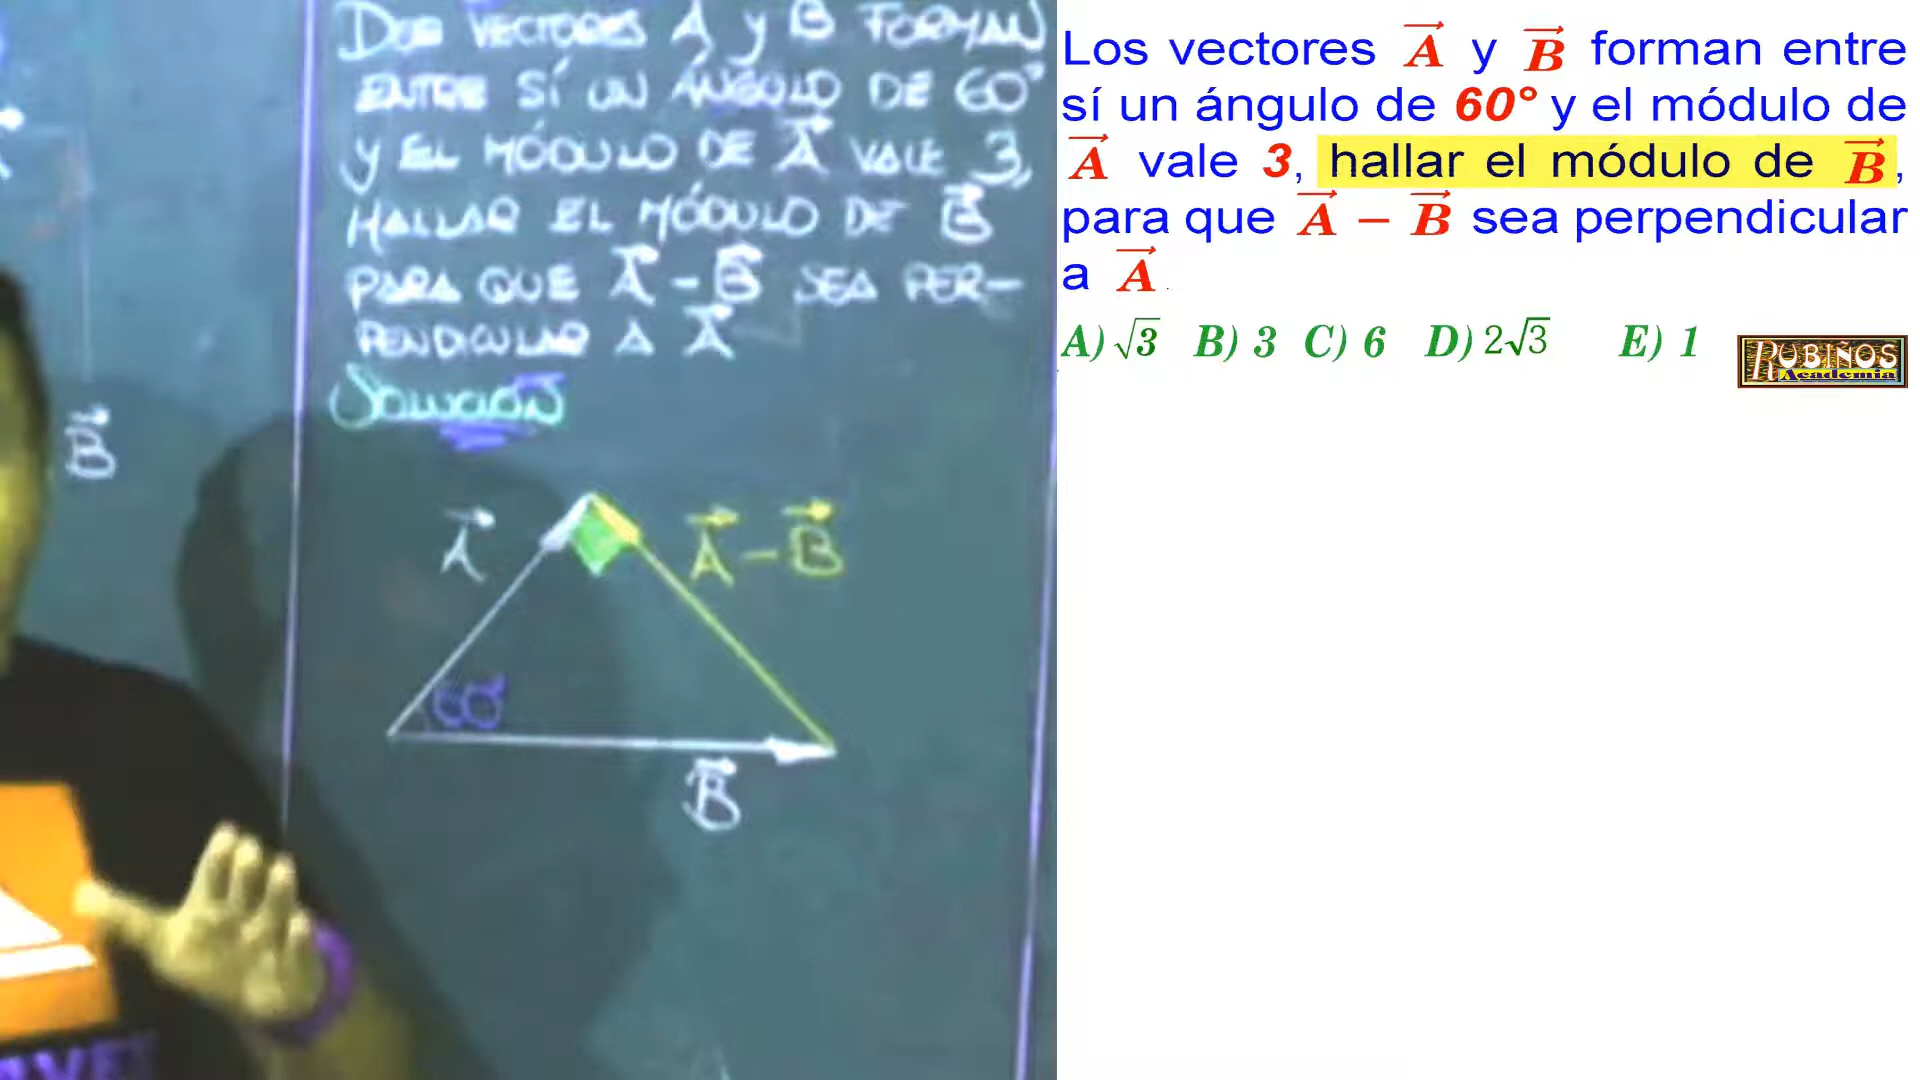 DOS VECTORES A y B FORMAN
ENTRE SÍ UN ÁNGULO DE 60°
y EL MÓDULO DE A VALE 3,
HALLAR EL MÓDULO DE B
PARA QUE A - B SEA PER-
PENDICULAR A A
SOLUCIÓN
B
A
A - B
60°
B
Los vectores A y B forman entre
sí un ángulo de 60° y el módulo de
A vale 3, hallar el módulo de B,
para que A − B sea perpendicular
a A.
A) √3 B) 3 C) 6 D) 2√3 E) 1
RUBIÑOS
Academia